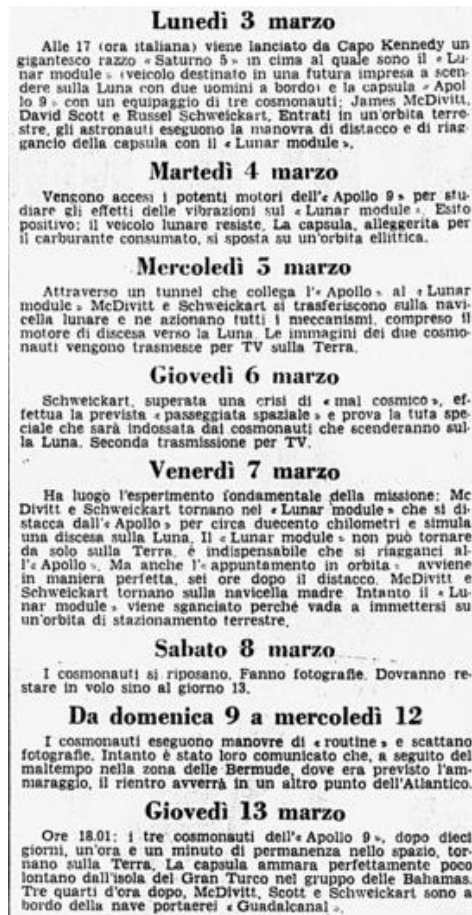 Lunedì 3 marzo
Alle 17 (ora italiana) viene lanciato da Capo Kennedy un
gigantesco razzo « Saturno 5 » in cima al quale sono il « Lu-
nar module » (veicolo destinato in una futura impresa a scen-
dere sulla Luna con due uomini a bordo) e la capsula « Apol
lo 9 » con un equipaggio di tre cosmonauti: James McDivitt,
David Scott e Russel Schweickart. Entrati in un'orbita terre-
stre, gli astronauti eseguono la manovra di distacco e di riag-
gancio della capsula con il « Lunar module ».
Martedì 4 marzo
Vengono accesi i potenti motori dell'« Apollo 9 » per stu-
diare gli effetti delle vibrazioni sul « Lunar module ». Esito
positivo: il veicolo lunare resiste. La capsula, alleggerita per
il carburante consumato, si sposta su un'orbita ellittica.
Mercoledì 5 marzo
Attraverso un tunnel che collega l'« Apollo » al « Lunar
module » McDivitt e Schweickart si trasferiscono sulla navi-
cella lunare e ne azionano tutti i meccanismi, compreso il
motore di discesa verso la Luna. Le immagini dei due cosmo-
nauti vengono trasmesse per TV sulla Terra.
Giovedì 6 marzo
Schweickart, superata una crisi di « mal cosmico », ef-
fettua la prevista « passeggiata spaziale » e prova la tuta spe-
ciale che sarà indossata dai cosmonauti che scenderanno sul-
la Luna. Seconda trasmissione per TV.
Venerdì 7 marzo
Ha luogo l'esperimento fondamentale della missione: Mc
Divitt e Schweickart tornano nel « Lunar module » che si di-
stacca dall'« Apollo » per circa duecento chilometri e simula
una discesa sulla Luna. Il « Lunar module » non può tornare
da solo sulla Terra, è indispensabile che si riagganci al-
l'« Apollo ». Ma anche l'« appuntamento in orbita » avviene
in maniera perfetta, sei ore dopo il distacco. McDivitt e
Schweickart tornano sulla navicella madre. Intanto il « Lu-
nar module » viene sganciato perché vada a immettersi su
un'orbita di stazionamento terrestre.
Sabato 8 marzo
I cosmonauti si riposano. Fanno fotografie. Dovranno re-
stare in volo sino al giorno 13.
Da domenica 9 a mercoledì 12
I cosmonauti eseguono manovre di « routine » e scattano
fotografie. Intanto è stato loro comunicato che, a seguito del
maltempo nella zona delle Bermude, dove era previsto l'am-
maraggio, il rientro avverrà in un altro punto dell'Atlantico.
Giovedì 13 marzo
Ore 18.01: i tre cosmonauti dell'« Apollo 9 », dopo dieci
giorni, un'ora e un minuto di permanenza nello spazio, tor-
nano sulla Terra. La capsula ammara perfettamente poco
lontano dall'isola del Gran Turco nel gruppo delle Bahamas.
Tre quarti d'ora dopo, McDivitt, Scott e Schweickart sono a
bordo della nave portaerei « Guadalcanal ».